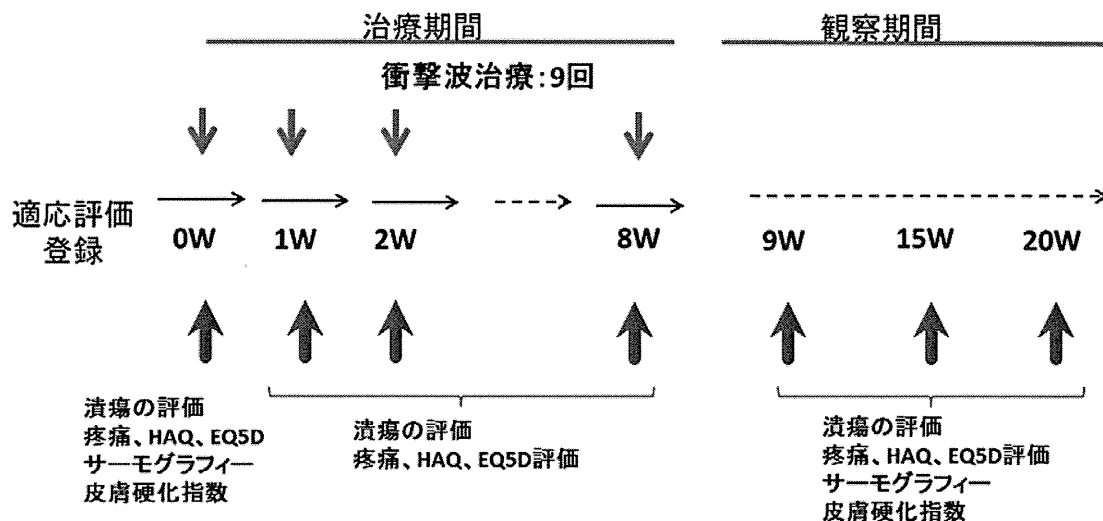 治療期間
観察期間
衝撃波治療:9回
適応評価
登録
0W
1W
2W
8W
9W
15W
20W
潰瘍の評価
疼痛、HAQ、EQ5D
サーモグラフィー
皮膚硬化指数
潰瘍の評価
疼痛、HAQ、EQ5D評価
潰瘍の評価
疼痛、HAQ、EQ5D評価
サーモグラフィー
皮膚硬化指数